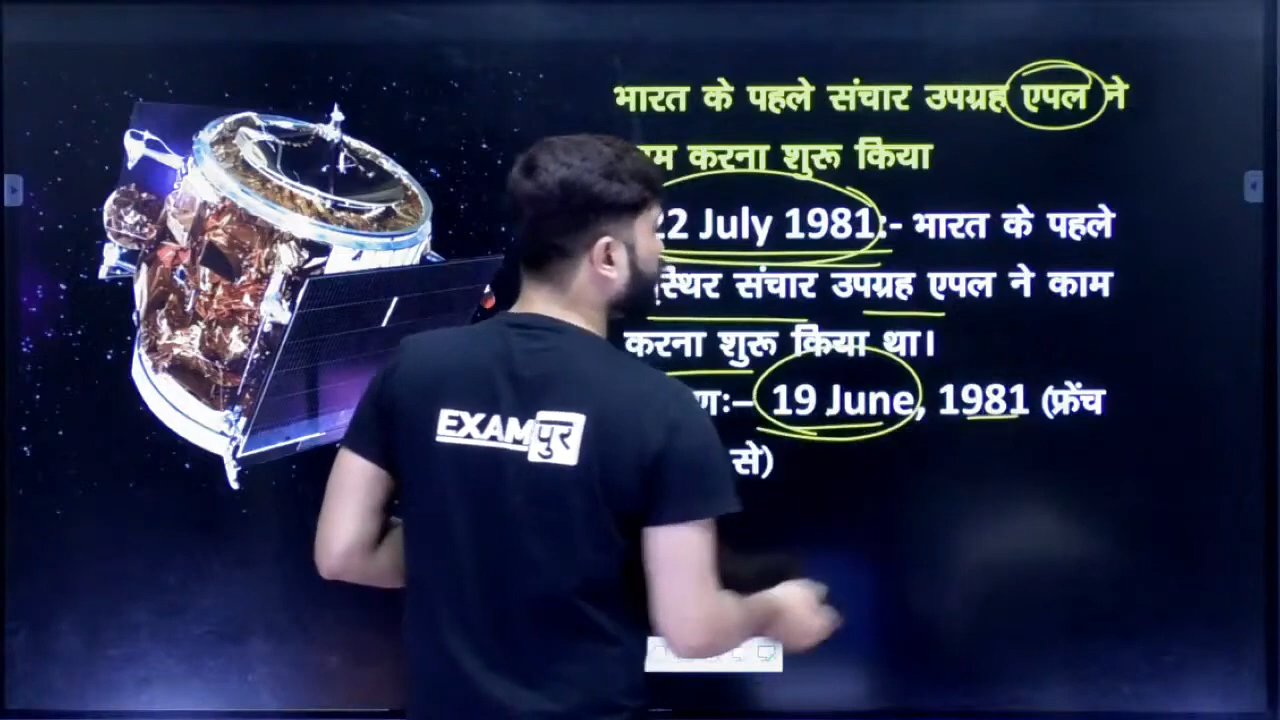 भारत के पहले संचार उपग्रह एपल ने
करना शुरू किया
22 July 1981:- भारत के पहले
संचार उपग्रह एपल ने काम
करना शुरू किया था।
19 June, 1981 (फ्रेंच
से)
EXAMपुर